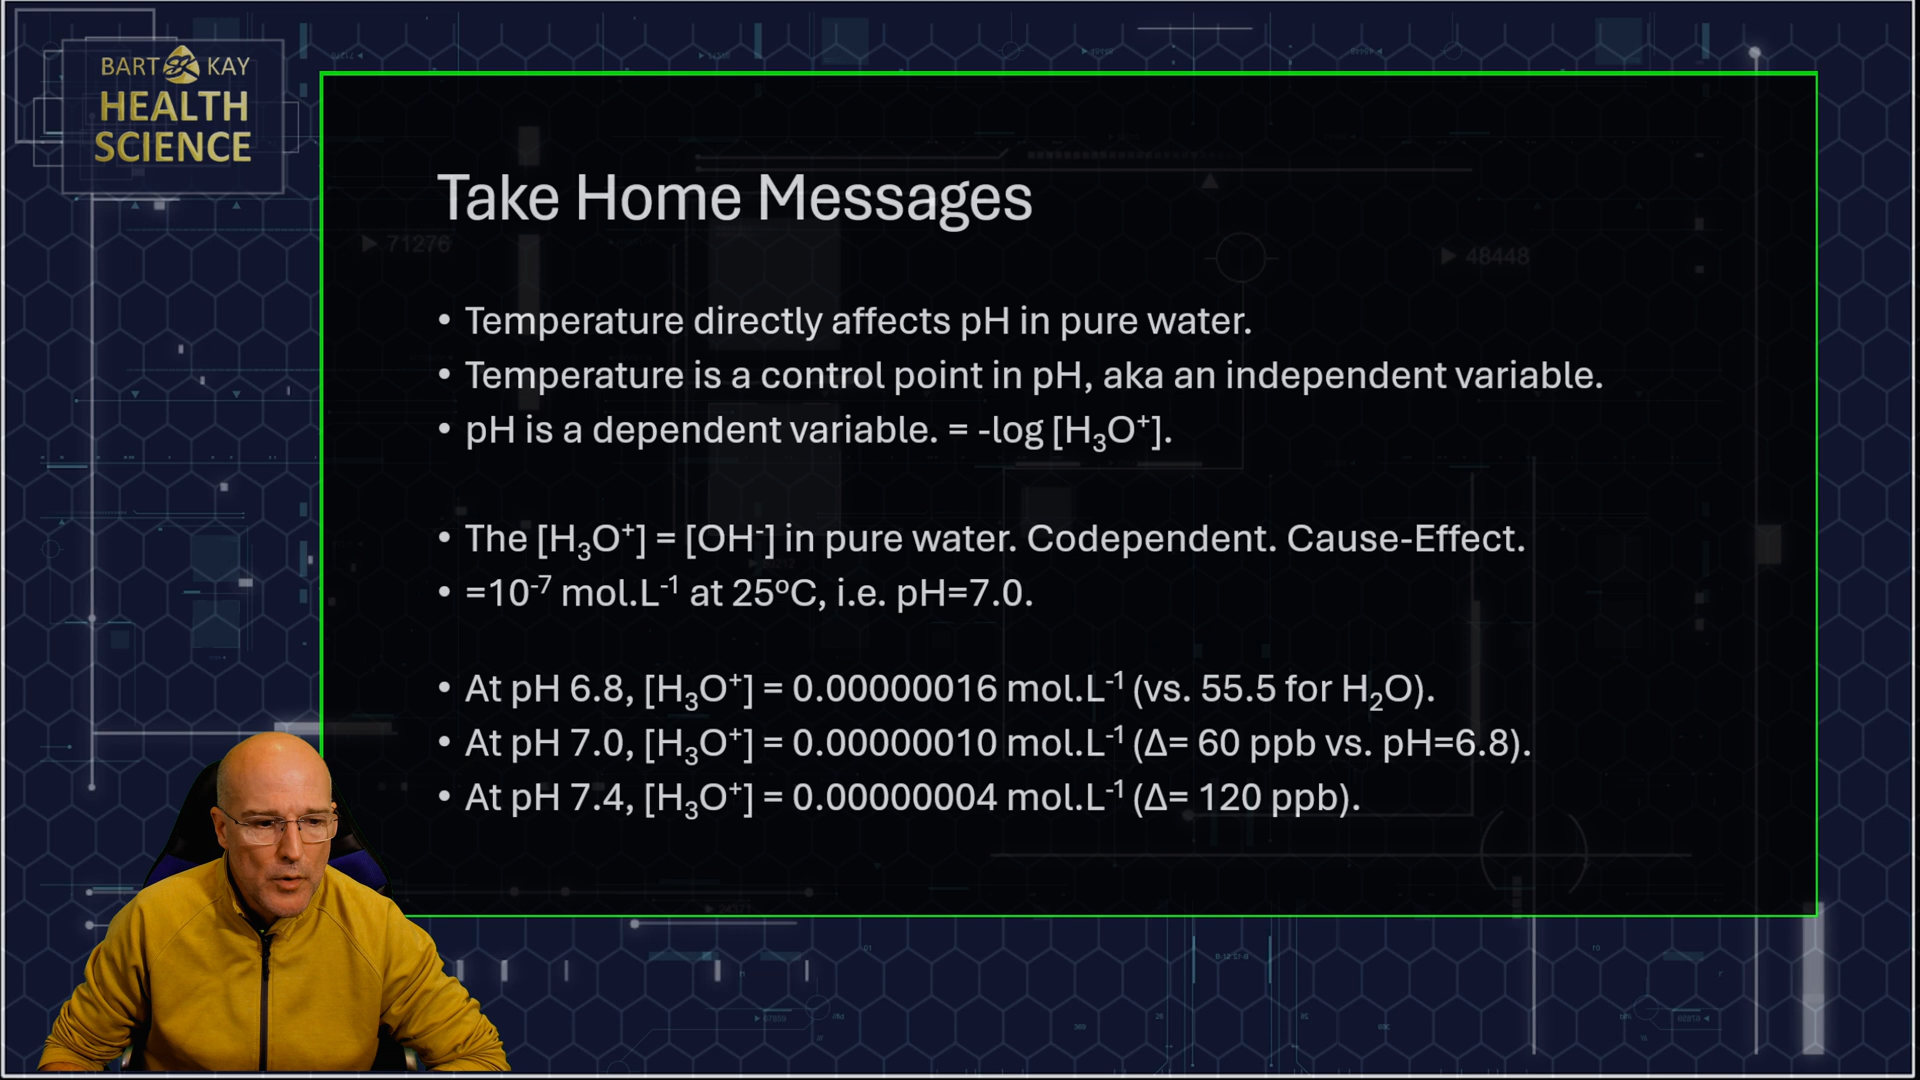 BART KAY
HEALTH
SCIENCE
Take Home Messages
71276
48448
• Temperature directly affects pH in pure water.
• Temperature is a control point in pH, aka an independent variable.
• pH is a dependent variable. = -log [H₃O⁺].
• The [H₃O⁺] = [OH⁻] in pure water. Codependent. Cause-Effect.
• =10⁻⁷ mol.L⁻¹ at 25ºC, i.e. pH=7.0.
• At pH 6.8, [H₃O⁺] = 0.00000016 mol.L⁻¹ (vs. 55.5 for H₂O).
• At pH 7.0, [H₃O⁺] = 0.00000010 mol.L⁻¹ (Δ= 60 ppb vs. pH=6.8).
• At pH 7.4, [H₃O⁺] = 0.00000004 mol.L⁻¹ (Δ= 120 ppb).